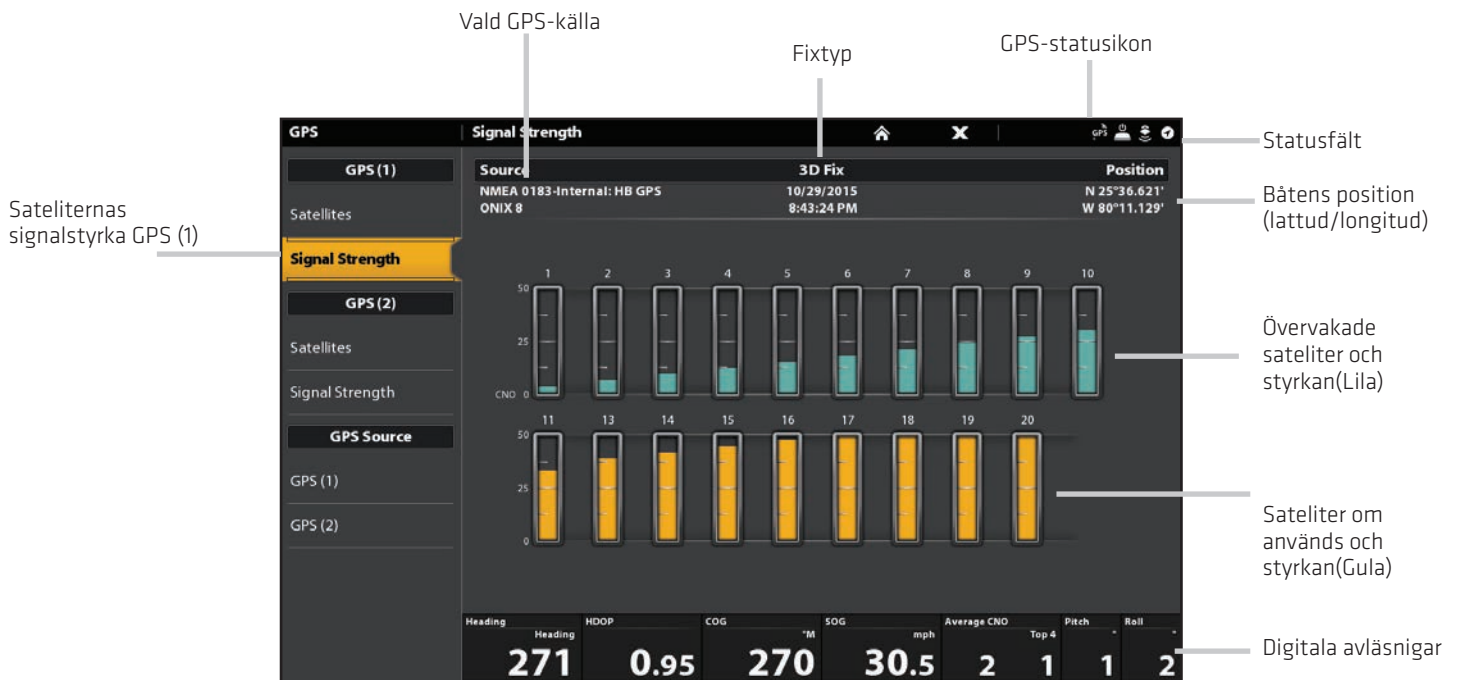 Vald GPS-källa
Fixtyp
GPS-statusikon
GPS
Signal Strength
GPS
Statusfält
GPS (1)
Source
3D Fix
Position
NMEA 0183-Internal: HB GPS
10/29/2015
N 25°36.621'
ONIX 8
8:43:24 PM
W 80°11.129'
Båtens position
(lattud/longitud)
Sateliternas
signalstyrka GPS (1)
Satellites
Signal Strength
GPS (2)
Satellites
Signal Strength
GPS Source
GPS (1)
GPS (2)
1 2 3 4 5 6 7 8 9 10
50
25
CNO 0
Övervakade
sateliter och
styrkan(Lila)
11 13 14 15 16 17 18 19 20
50
25
0
Sateliter om
används och
styrkan(Gula)
Heading HDOP COG SOG Average CNO Pitch Roll
Heading °M mph Top 4 ° °
271 0.95 270 30.5 2 1 1 2
Digitala avläsnigar